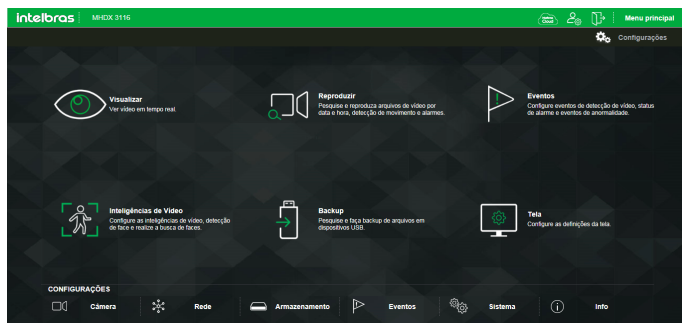 intelbras MHDX 3116 Intelbras Cloud Menu principal
Configurações
Visualizar
Ver vídeo em tempo real.
Reproduzir
Pesquise e reproduza arquivos de vídeo por
data e hora, detecção de movimento e alarmes.
Eventos
Configure eventos de detecção de vídeo, status
de alarme e eventos de anormalidade.
Inteligências de Vídeo
Configure as inteligências de vídeo, detecção
de face e realize a busca de faces.
Backup
Pesquise e faça backup de arquivos em
dispositivos USB.
Tela
Configure as definições da tela.
CONFIGURAÇÕES
Câmera Rede Armazenamento Eventos Sistema Info